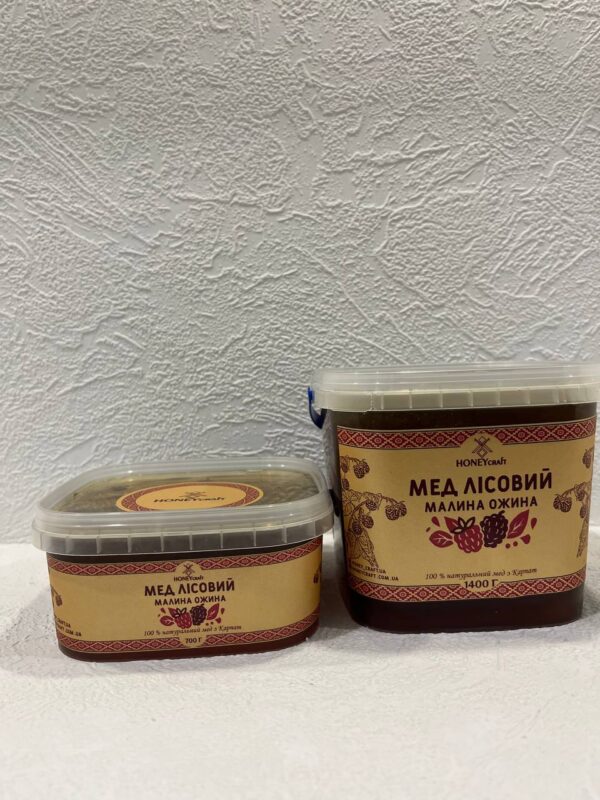 HONEYcraft
HONEYcraft
МЕД ЛІСОВИЙ
МАЛИНА ОЖИНА
100 % натуральний мед з Карпат
700 Г
HONEYcraft
МЕД ЛІСОВИЙ
МАЛИНА ОЖИНА
100 % натуральний мед з Карпат
1400 Г